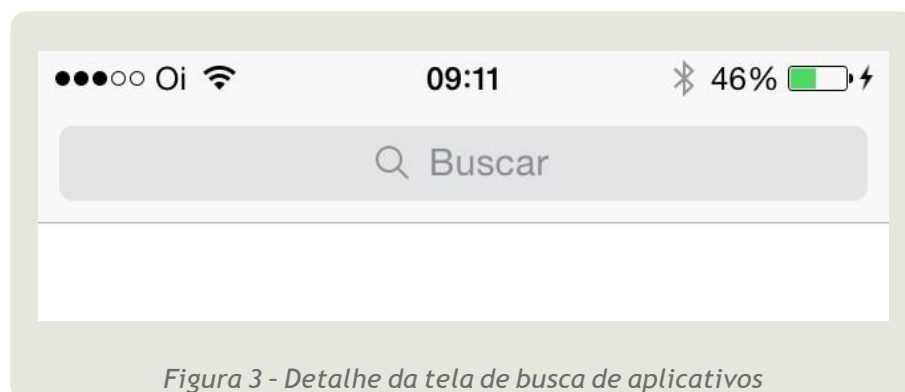 ●●●○○ Oi 09:11 46%
Buscar
Figura 3 – Detalhe da tela de busca de aplicativos